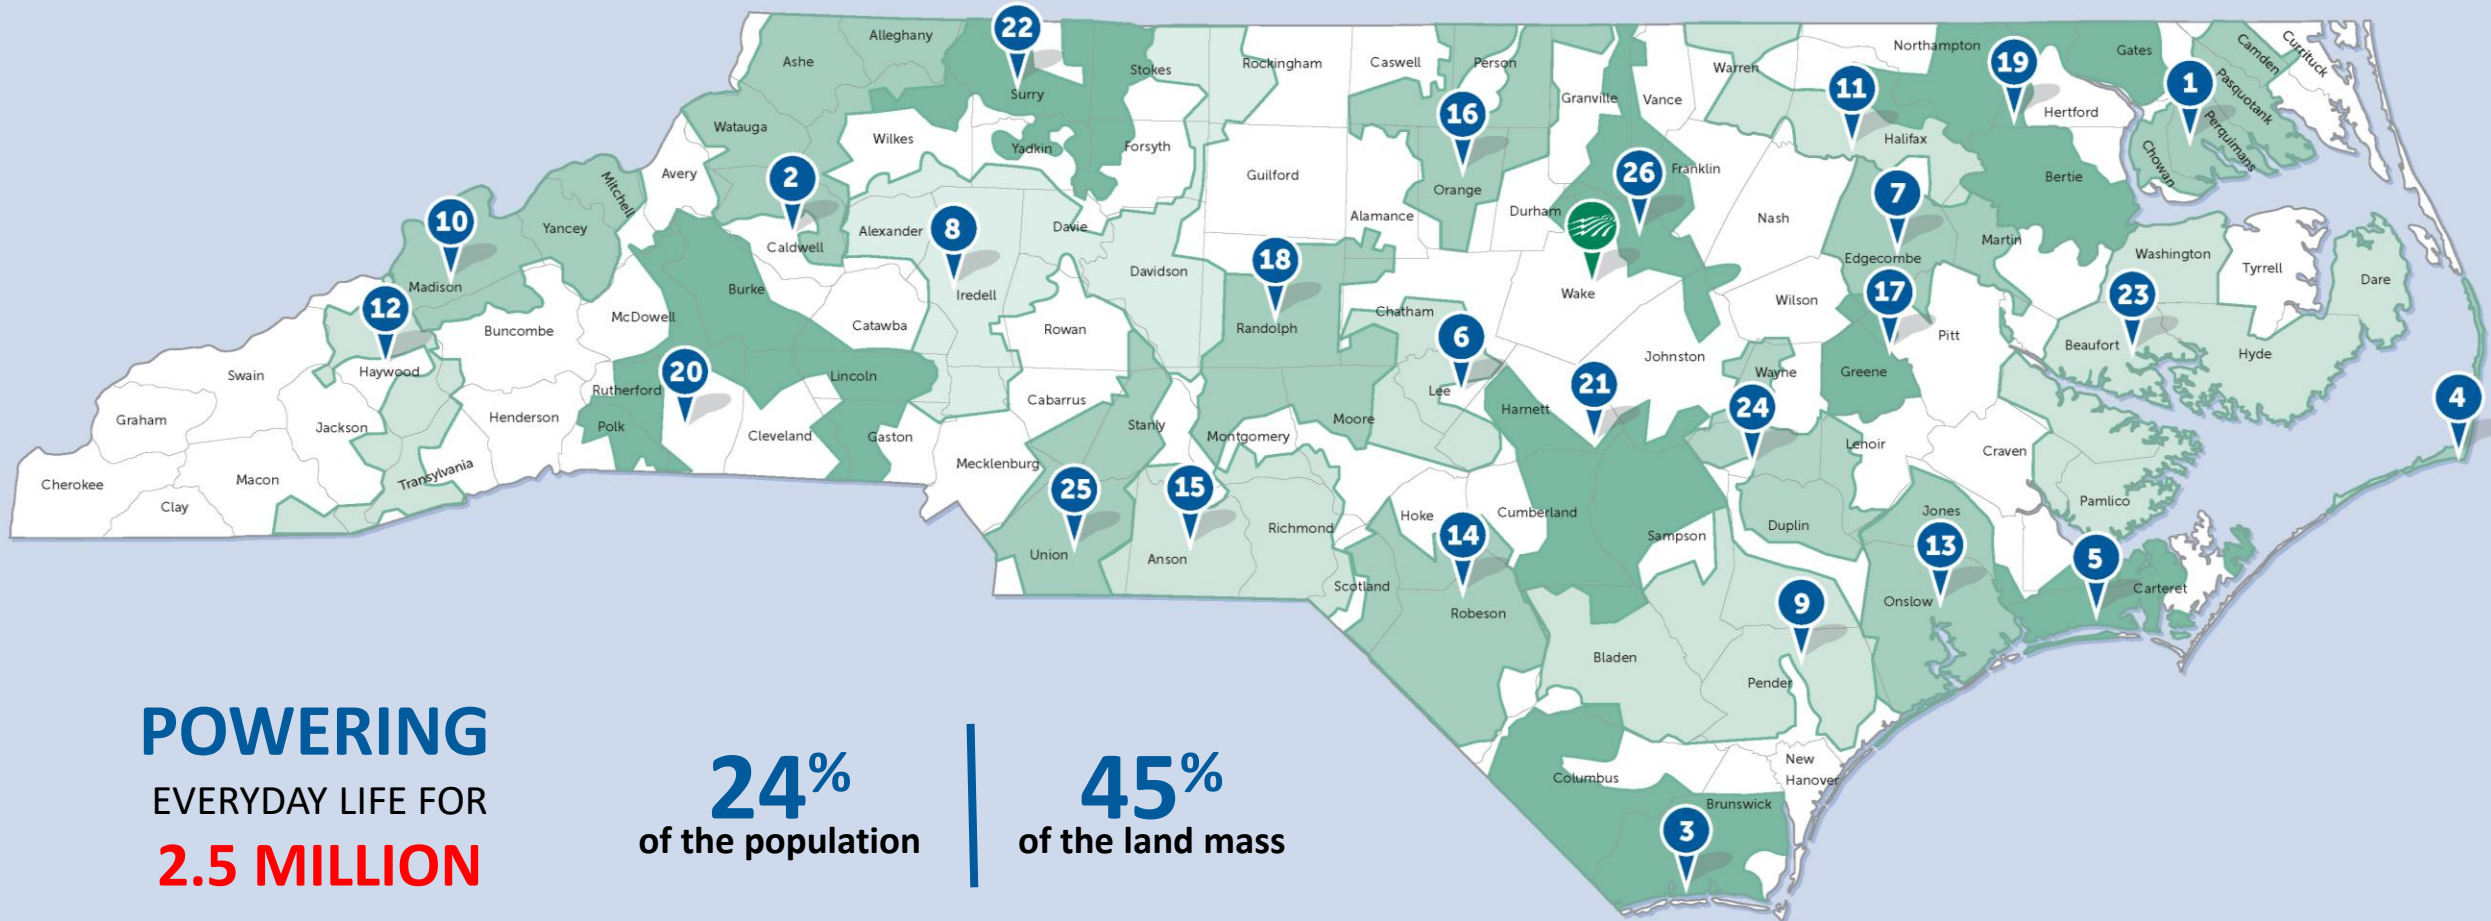 22
Alleghany
Ashe
Surry
Stokes
Rockingham
Caswell
Person
Granville
Vance
Warren
Northampton
19
Gates
Camden
Currituck
11
1
Pasquotank
Perquimans
Hertford
Halifax
Chowan
Watauga
Wilkes
Yadkin
Forsyth
16
Mitchell
Avery
2
Guilford
Orange
26
Franklin
7
Bertie
10
Yancey
Alexander
8
Davie
Alamance
Durham
Nash
Martin
Caldwell
Madison
Burke
Iredell
Davidson
18
Edgecombe
Washington
Tyrrell
Dare
12
Buncombe
McDowell
Catawba
Rowan
Randolph
Chatham
Wake
Wilson
17
Pitt
23
6
Beaufort
Hyde
Swain
Haywood
Rutherford
20
Lincoln
Cabarrus
Lee
21
Johnston
Wayne
Greene
4
Graham
Jackson
Henderson
Polk
Cleveland
Gaston
Stanly
Montgomery
Moore
Harnett
24
Lenoir
Craven
Cherokee
Macon
Transylvania
Clay
Mecklenburg
25
15
Richmond
Hoke
14
Cumberland
Sampson
Duplin
Jones
Pamlico
13
5
Union
Anson
Scotland
Robeson
9
Onslow
Carteret
Bladen
Pender
New
Hanover
Columbus
Brunswick
3
POWERING
EVERYDAY LIFE FOR
2.5 MILLION
24%
of the population
45%
of the land mass